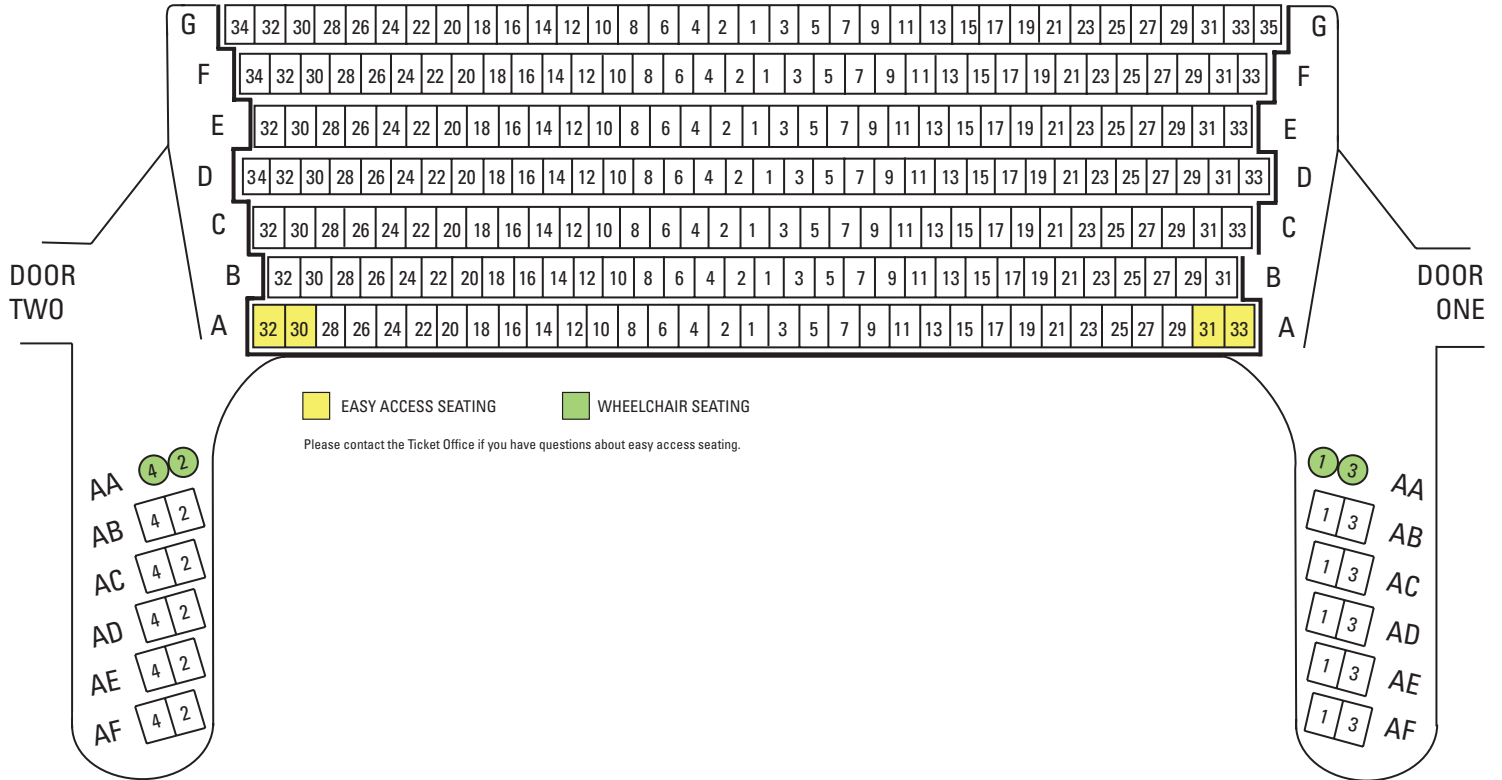 G 34 32 30 28 26 24 22 20 18 16 14 12 10 8 6 4 2 1 3 5 7 9 11 13 15 17 19 21 23 25 27 29 31 33 35 G
F 34 32 30 28 26 24 22 20 18 16 14 12 10 8 6 4 2 1 3 5 7 9 11 13 15 17 19 21 23 25 27 29 31 33 F
E 32 30 28 26 24 22 20 18 16 14 12 10 8 6 4 2 1 3 5 7 9 11 13 15 17 19 21 23 25 27 29 31 33 E
D 34 32 30 28 26 24 22 20 18 16 14 12 10 8 6 4 2 1 3 5 7 9 11 13 15 17 19 21 23 25 27 29 31 33 D
C 32 30 28 26 24 22 20 18 16 14 12 10 8 6 4 2 1 3 5 7 9 11 13 15 17 19 21 23 25 27 29 31 33 C
B 32 30 28 26 24 22 20 18 16 14 12 10 8 6 4 2 1 3 5 7 9 11 13 15 17 19 21 23 25 27 29 31 B
A 32 30 28 26 24 22 20 18 16 14 12 10 8 6 4 2 1 3 5 7 9 11 13 15 17 19 21 23 25 27 29 31 33 A
DOOR
TWO
DOOR
ONE
EASY ACCESS SEATING
WHEELCHAIR SEATING
Please contact the Ticket Office if you have questions about easy access seating.
AA 4 2
AB 4 2
AC 4 2
AD 4 2
AE 4 2
AF 4 2
1 3 AA
1 3 AB
1 3 AC
1 3 AD
1 3 AE
1 3 AF